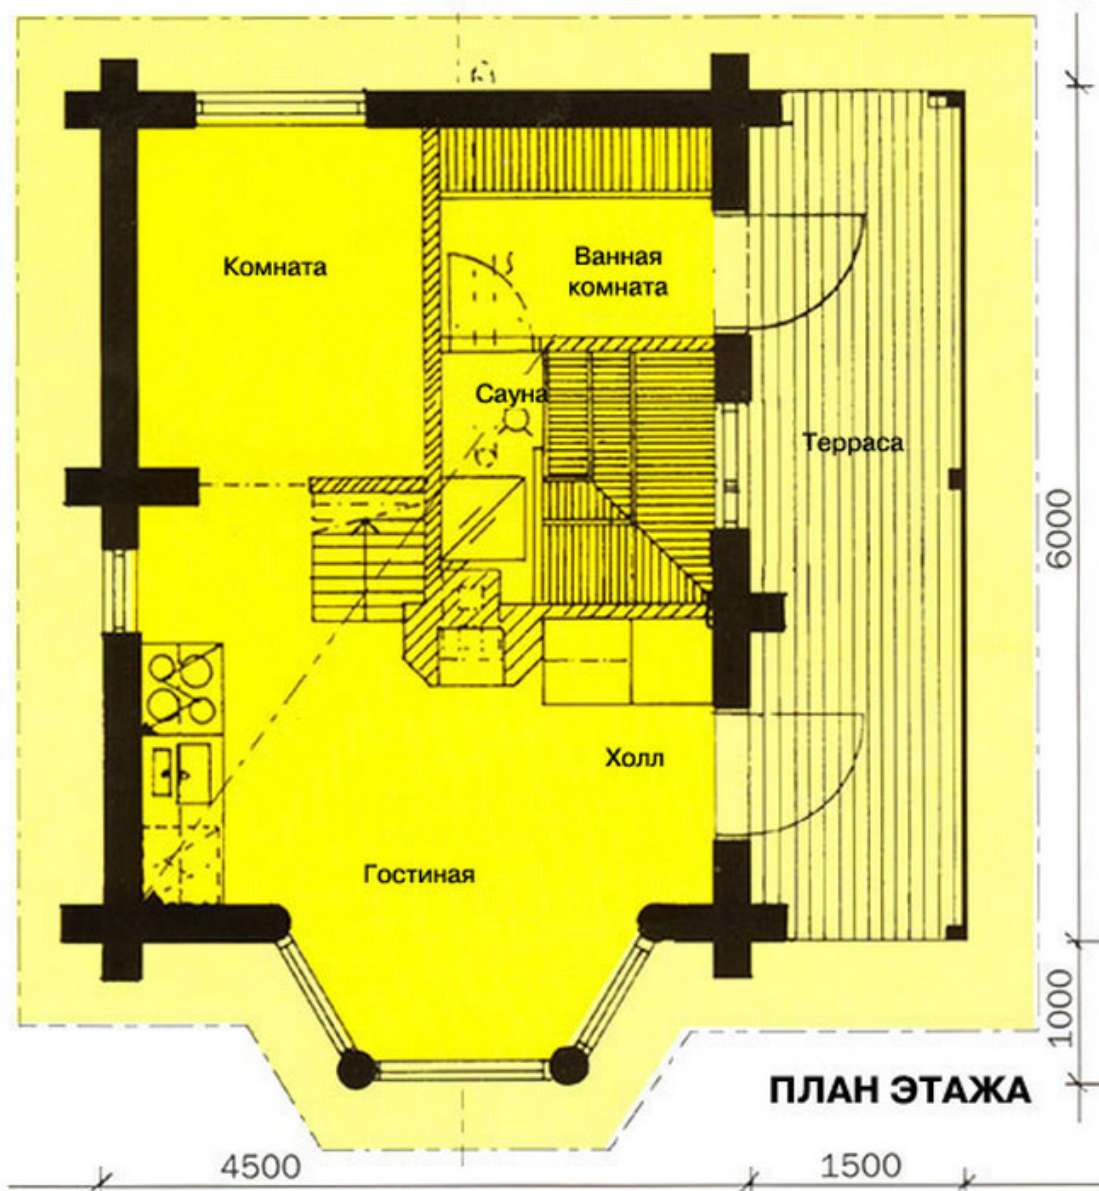 Комната
Ванная
комната
Сауна
Терраса
6000
Холл
Гостиная
1000
ПЛАН ЭТАЖА
4500
1500